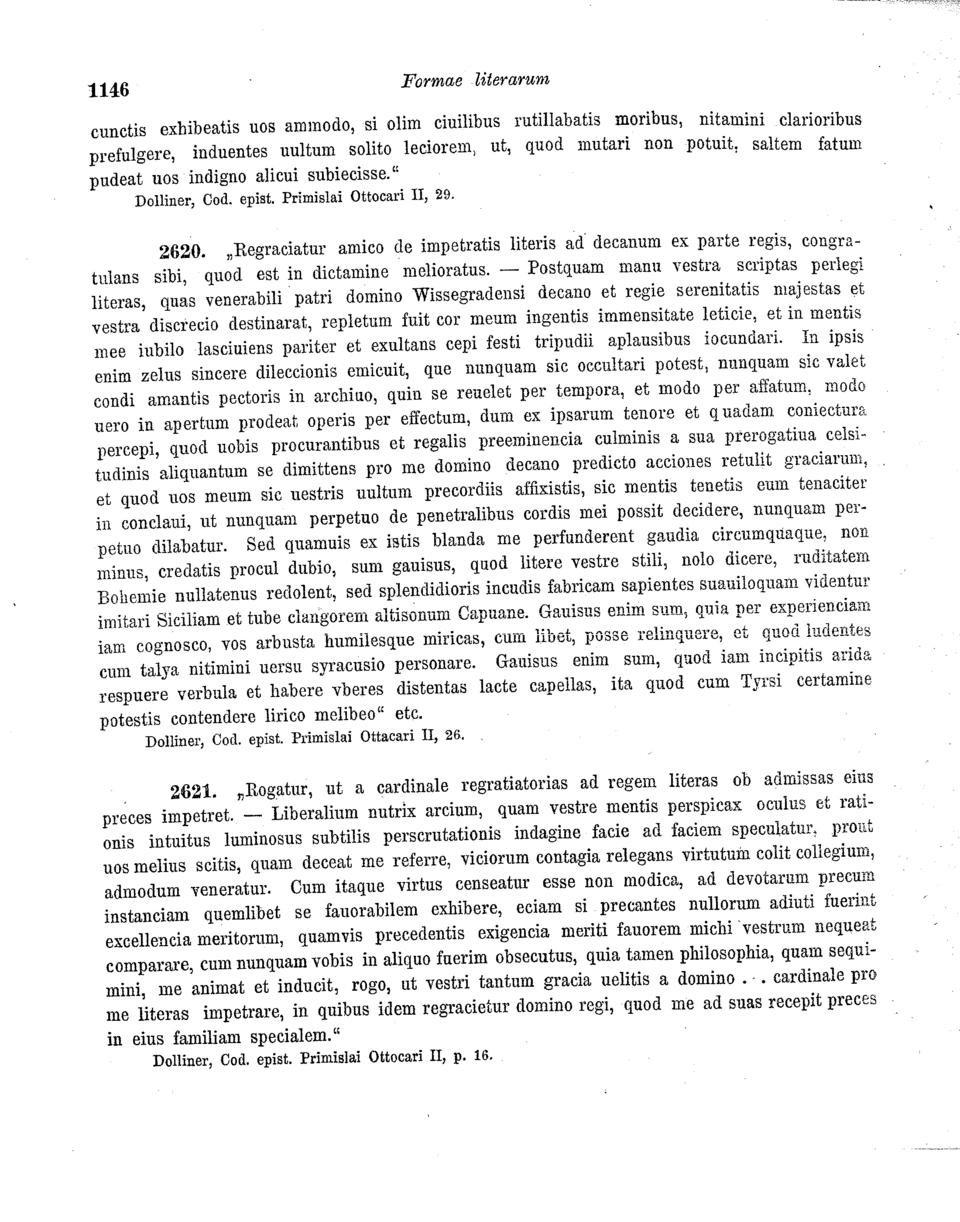 1146
Formae literarum
cunctis exhibeatis uos ammodo, si olim ciuilibus rutillabatis moribus, nitamini clarioribus
prefulgere, induentes uultum solito leciorem, ut, quod mutari non potuit, saltem fatum
pudeat uos indigno alicui subiecisse.“
Dolliner, Cod. epist. Primislai Ottocari II, 29.
2620. „Regraciatur amico de impetratis literis ad decanum ex parte regis, congra-
tulans sibi, quod est in dictamine melioratus. — Postquam manu vestra scriptas perlegi
literas, quas venerabili patri domino Wissegradensi decano et regie serenitatis majestas et
vestra discrecio destinarat, repletum fuit cor meum ingentis immensitate leticie, et in mentis
mee iubilo lasciuiens pariter et exultans cepi festi tripudii aplausibus iocundari. In ipsis
enim zelus sincere dileccionis emicuit, que nunquam sic occultari potest, nunquam sic valet
condi amantis pectoris in archiuo, quin se reuelet per tempora, et modo per affatum, modo
uero in apertum prodeat operis per effectum, dum ex ipsarum tenore et quadam coniectura
percepi, quod uobis procurantibus et regalis preeminencia culminis a sua prerogatiua celsi-
tudinis aliquantum se dimittens pro me domino decano predicto acciones retulit graciarum,
et quod uos meum sic uestris uultum precordiis affixistis, sic mentis tenetis eum tenaciter
in conclaui, ut nunquam perpetuo de penetralibus cordis mei possit decidere, nunquam per-
petuo dilabatur. Sed quamuis ex istis blanda me perfunderent gaudia circumquaque, non
minus, credatis procul dubio, sum gauisus, quod litere vestre stili, nolo dicere, ruditatem
Bohemie nullatenus redolent, sed splendidioris incudis fabricam sapientes suauiloquam videntur
imitari Siciliam et tube clangorem altisonum Capuane. Gauisus enim sum, quia per experienciam
iam cognosco, vos arbusta humilesque miricas, cum libet, posse relinquere, et quod ludentes
cum talya nitimini uersu syracusio personare. Gauisus enim sum, quod iam incipitis arida
respuere verbula et habere vberes distentas lacte capellas, ita quod cum Tyrsi certamine
potestis contendere lirico melibeo“ etc.
Dolliner, Cod. epist. Primislai Ottacari II, 26.
2621. „Rogatur, ut a cardinale regratiatorias ad regem literas ob admissas eius
preces impetret. — Liberalium nutrix arcium, quam vestre mentis perspicax oculus et rati-
onis intuitus luminosus subtilis perscrutationis indagine facie ad faciem speculatur, prout
uos melius scitis, quam deceat me referre, viciorum contagia relegans virtutum colit collegium,
admodum veneratur. Cum itaque virtus censeatur esse non modica, ad devotarum precum
instanciam quemlibet se fauorabilem exhibere, eciam si precantes nullorum adiuti fuerint
excellencia meritorum, quamvis precedentis exigencia meriti fauorem michi vestrum nequeat
comparare, cum nunquam vobis in aliquo fuerim obsecutus, quia tamen philosophia, quam sequi-
mini, me animat et inducit, rogo, ut vestri tantum gracia uelitis a domino . . . cardinale pro
me literas impetrare, in quibus idem regracietur domino regi, quod me ad suas recepit preces
in eius familiam specialem.“
Dolliner, Cod. epist. Primislai Ottocari II, p. 16.